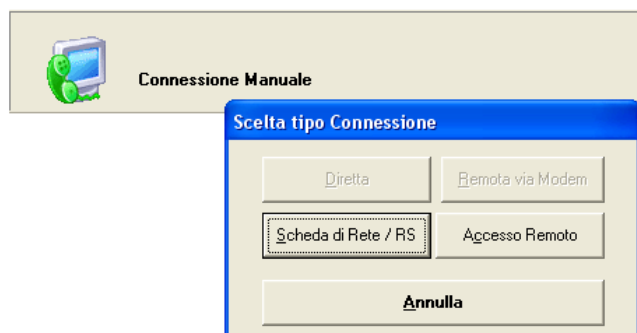 Connessione Manuale
Scelta tipo Connessione
Diretta
Remota via Modem
Scheda di Rete / RS
Accesso Remoto
Annulla